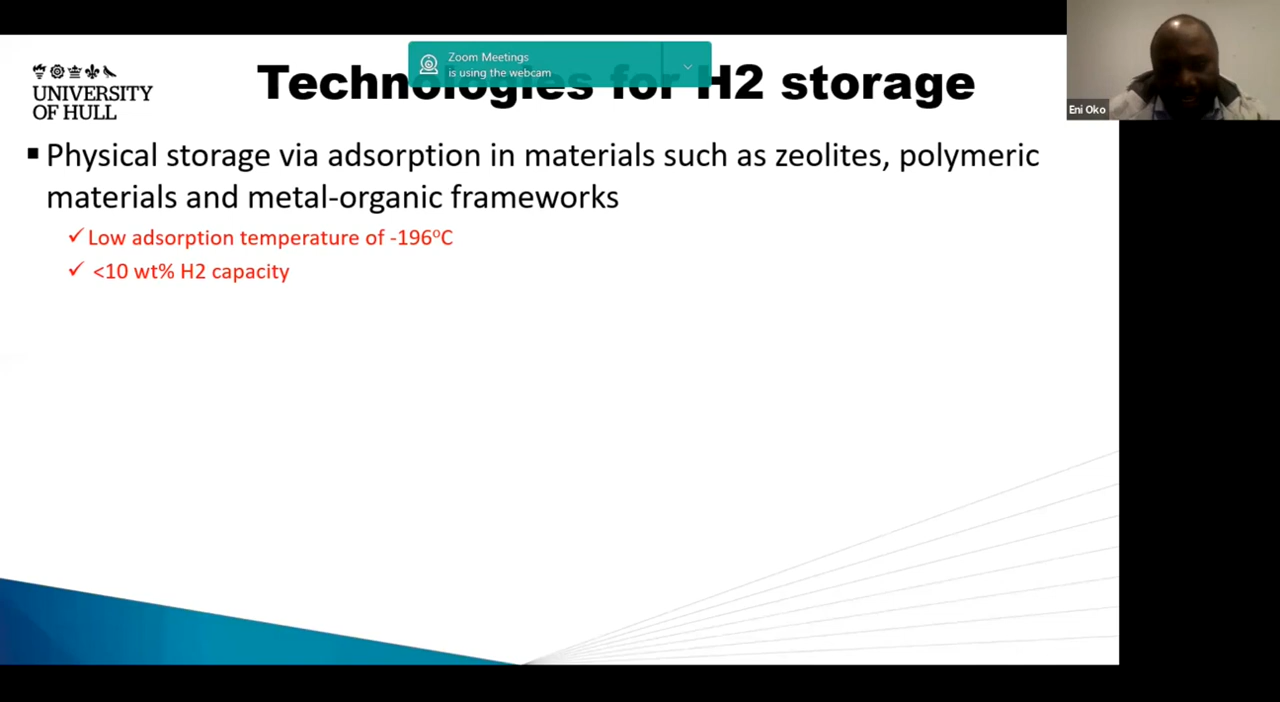 Zoom Meetings
is using the webcam
UNIVERSITY
OF HULL
Technologies for H2 storage
Eni Oko
▪ Physical storage via adsorption in materials such as zeolites, polymeric
materials and metal-organic frameworks
✓ Low adsorption temperature of -196°C
✓ <10 wt% H2 capacity